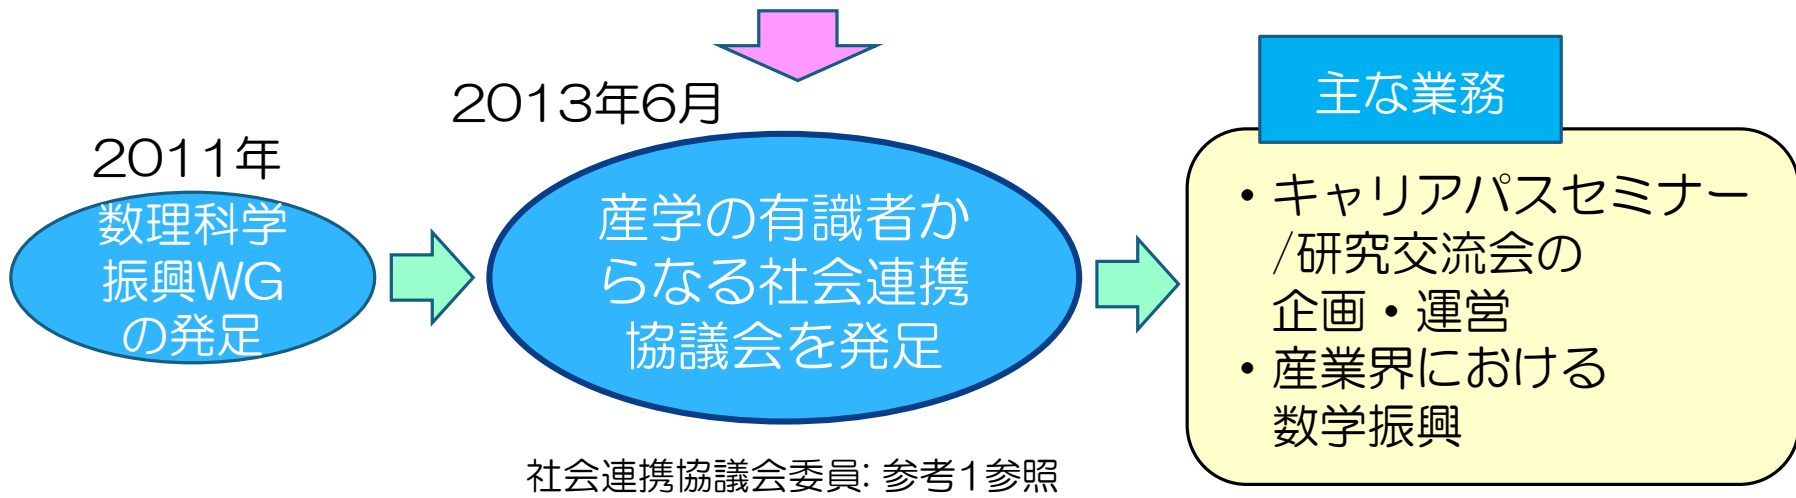 2011年
数理科学
振興WG
の発足
2013年6月
産学の有識者か
らなる社会連携
協議会を発足
社会連携協議会委員: 参考1参照
主な業務
・キャリアパスセミナー
/研究交流会の
企画・運営
・産業界における
数学振興